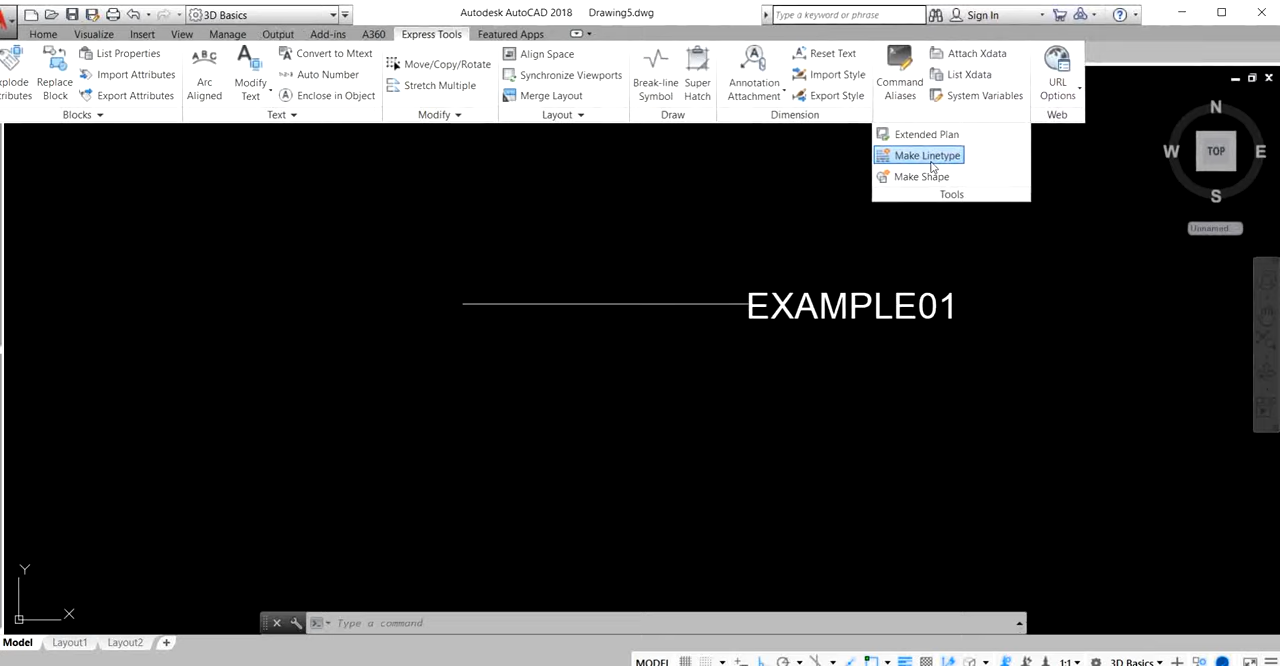 3D Basics
Autodesk AutoCAD 2018 Drawing5.dwg
Type a keyword or phrase
Sign In
Home Visualize Insert View Manage Output Add-ins A360 Express Tools Featured Apps
xplode
ributes
Replace
Block
List Properties
Import Attributes
Export Attributes
Blocks
Arc
Aligned
Modify
Text
Convert to Mtext
Auto Number
Enclose in Object
Text
Move/Copy/Rotate
Stretch Multiple
Modify
Align Space
Synchronize Viewports
Merge Layout
Layout
Break-line
Symbol
Super
Hatch
Draw
Annotation
Attachment
Reset Text
Import Style
Export Style
Dimension
Command
Aliases
Attach Xdata
List Xdata
System Variables
URL
Options
Web
Extended Plan
Make Linetype
Make Shape
Tools
N
W TOP E
S
Unnamed
EXAMPLE01
Y
X
Type a command
Model Layout1 Layout2 +
MODEL 1:1 3D Basics